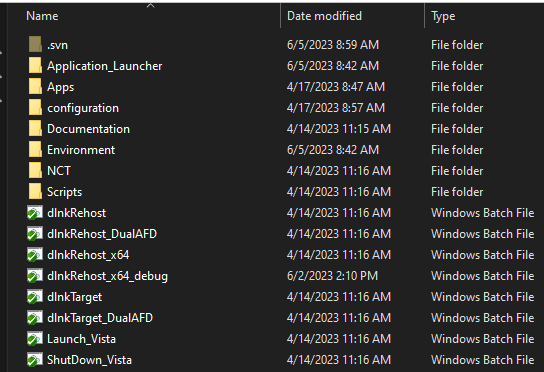 Name Date modified Type
.svn 6/5/2023 8:59 AM File folder
Application_Launcher 6/5/2023 8:42 AM File folder
Apps 4/17/2023 8:47 AM File folder
configuration 4/17/2023 8:57 AM File folder
Documentation 4/14/2023 11:15 AM File folder
Environment 6/5/2023 8:42 AM File folder
NCT 4/14/2023 11:16 AM File folder
Scripts 4/14/2023 11:16 AM File folder
dlnkRehost 4/14/2023 11:16 AM Windows Batch File
dlnkRehost_DualAFD 4/14/2023 11:16 AM Windows Batch File
dlnkRehost_x64 4/14/2023 11:16 AM Windows Batch File
dlnkRehost_x64_debug 6/2/2023 2:10 PM Windows Batch File
dlnkTarget 4/14/2023 11:16 AM Windows Batch File
dlnkTarget_DualAFD 4/14/2023 11:16 AM Windows Batch File
Launch_Vista 4/14/2023 11:16 AM Windows Batch File
ShutDown_Vista 4/14/2023 11:16 AM Windows Batch File